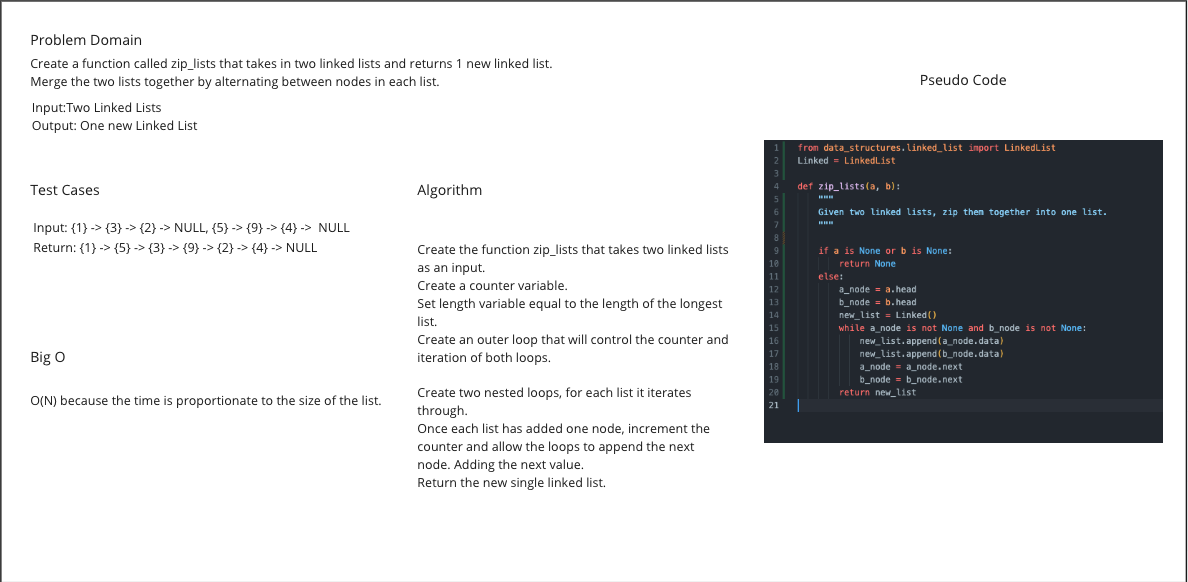 Problem Domain
Create a function called zip_lists that takes in two linked lists and returns 1 new linked list.
Merge the two lists together by alternating between nodes in each list.
Input:Two Linked Lists
Output: One new Linked List
Test Cases
Input: {1} -> {3} -> {2} -> NULL, {5} -> {9} -> {4} ->  NULL
Return: {1} -> {5} -> {3} -> {9} -> {2} -> {4} -> NULL
Big O
O(N) because the time is proportionate to the size of the list.
Algorithm
Create the function zip_lists that takes two linked lists
as an input.
Create a counter variable.
Set length variable equal to the length of the longest
list.
Create an outer loop that will control the counter and
iteration of both loops.
Create two nested loops, for each list it iterates
through.
Once each list has added one node, increment the
counter and allow the loops to append the next
node. Adding the next value.
Return the new single linked list.
Pseudo Code
1 from data_structures.linked_list import LinkedList
2 Linked = LinkedList
3
4 def zip_lists(a, b):
5     """
6     Given two linked lists, zip them together into one list.
7     """
8
9     if a is None or b is None:
10         return None
11     else:
12         a_node = a.head
13         b_node = b.head
14         new_list = Linked()
15         while a_node is not None and b_node is not None:
16             new_list.append(a_node.data)
17             new_list.append(b_node.data)
18             a_node = a_node.next
19             b_node = b_node.next
20         return new_list
21